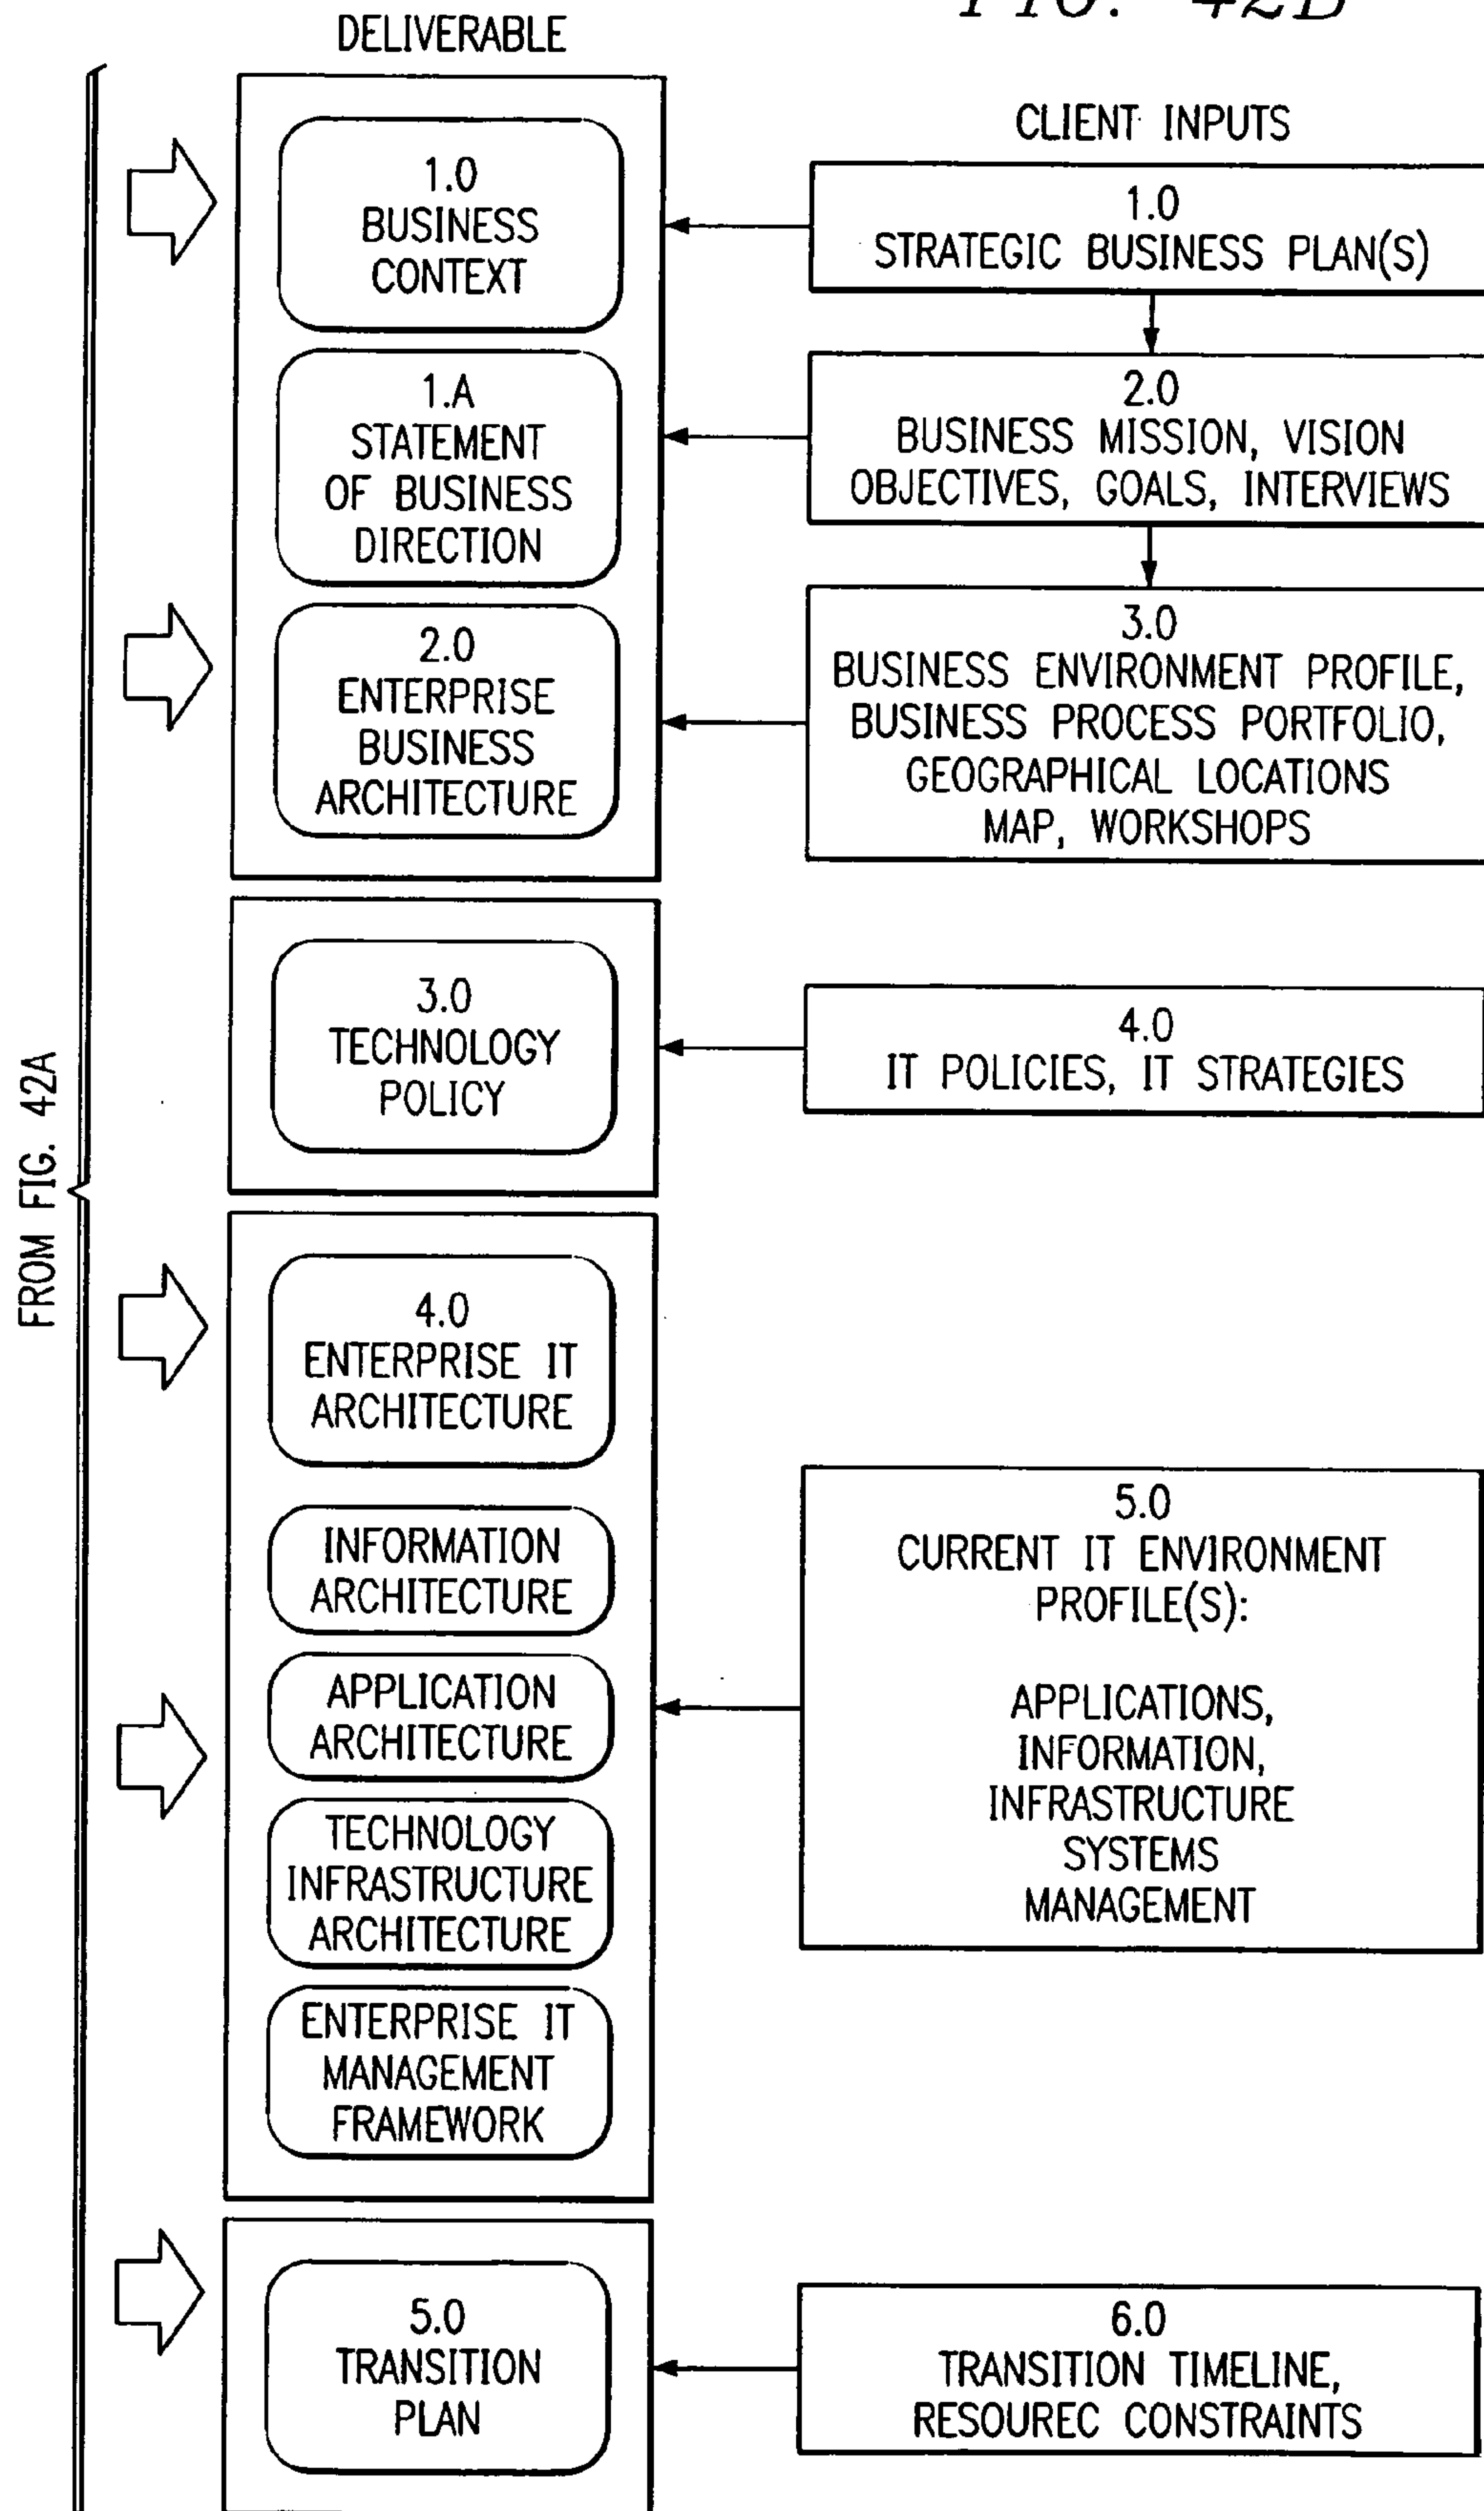 FIG. 42B
DELIVERABLE
CLIENT INPUTS
FROM FIG. 42A
1.0
BUSINESS
CONTEXT
1.A
STATEMENT
OF BUSINESS
DIRECTION
2.0
ENTERPRISE
BUSINESS
ARCHITECTURE
1.0
STRATEGIC BUSINESS PLAN(S)
2.0
BUSINESS MISSION, VISION
OBJECTIVES, GOALS, INTERVIEWS
3.0
BUSINESS ENVIRONMENT PROFILE,
BUSINESS PROCESS PORTFOLIO,
GEOGRAPHICAL LOCATIONS
MAP, WORKSHOPS
3.0
TECHNOLOGY
POLICY
4.0
IT POLICIES, IT STRATEGIES
4.0
ENTERPRISE IT
ARCHITECTURE
INFORMATION
ARCHITECTURE
APPLICATION
ARCHITECTURE
TECHNOLOGY
INFRASTRUCTURE
ARCHITECTURE
ENTERPRISE IT
MANAGEMENT
FRAMEWORK
5.0
CURRENT IT ENVIRONMENT
PROFILE(S):
APPLICATIONS,
INFORMATION,
INFRASTRUCTURE
SYSTEMS
MANAGEMENT
5.0
TRANSITION
PLAN
6.0
TRANSITION TIMELINE,
RESOUREC CONSTRAINTS